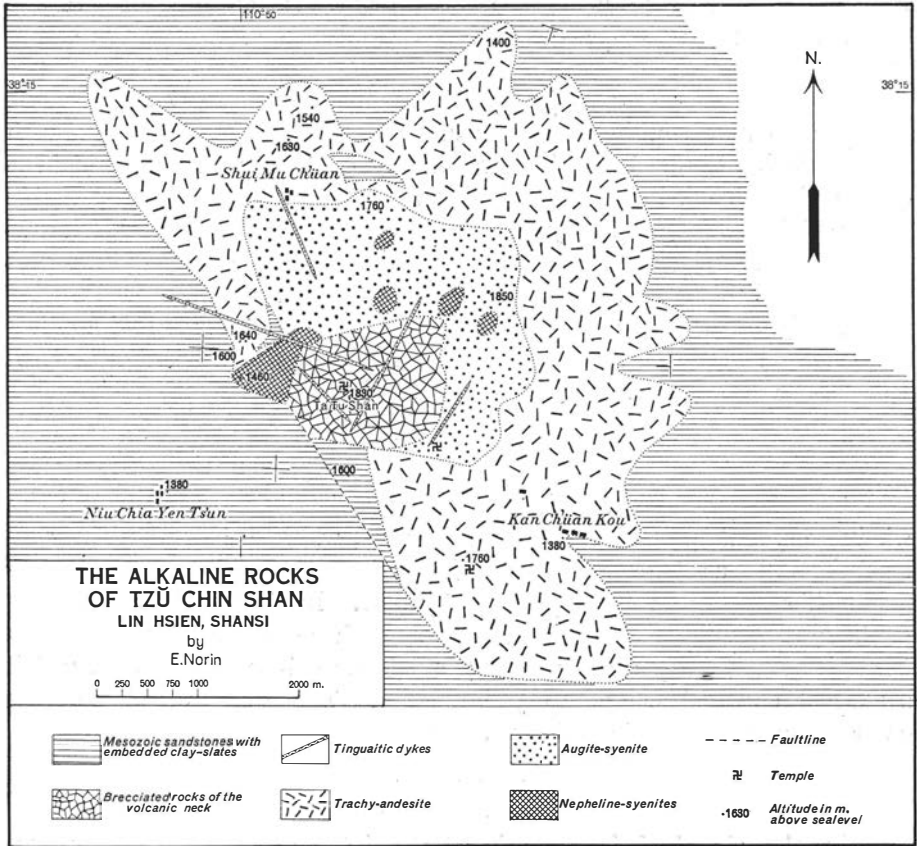 110°50
1400
N.
38°15
38°15
1540
1630
Shui Mu Chüan
1760
1850
1640
1600
1460
1830
Ta Tu Shan
1600
1380
Niu Chia Yen Tsun
Kan Chüan Kou
1380
1760
THE ALKALINE ROCKS
OF TZŬ CHIN SHAN
LIN HSIEN, SHANSI
by
E.Norin
0 250 500 750 1000 2000 m.
Mesozoic sandstones with
embedded clay-slates
Tinguaitic dykes
Augite-syenite
Faultline
Temple
Brecciated rocks of the
volcanic neck
Trachy-andesite
Nepheline-syenites
·1630
Altitude in m.
above sealevel